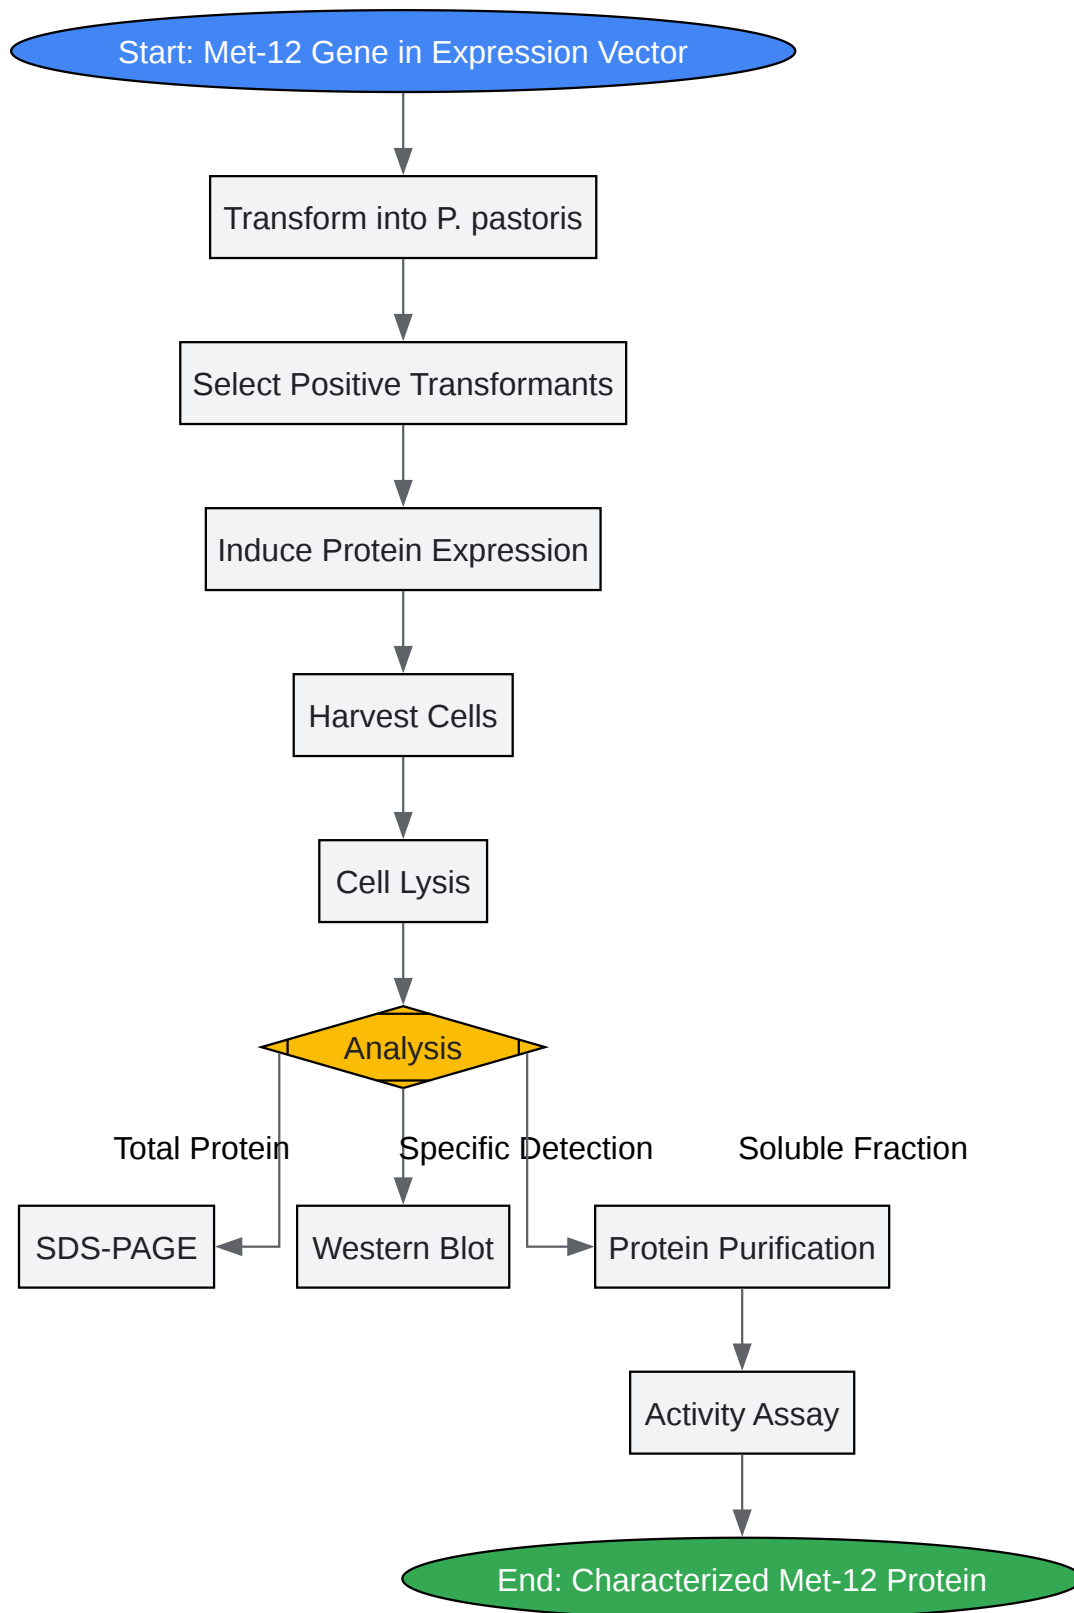 Start: Met-12 Gene in Expression Vector
Transform into P. pastoris
Select Positive Transformants
Induce Protein Expression
Harvest Cells
Cell Lysis
Analysis
Total Protein
Specific Detection
Soluble Fraction
SDS-PAGE
Western Blot
Protein Purification
Activity Assay
End: Characterized Met-12 Protein